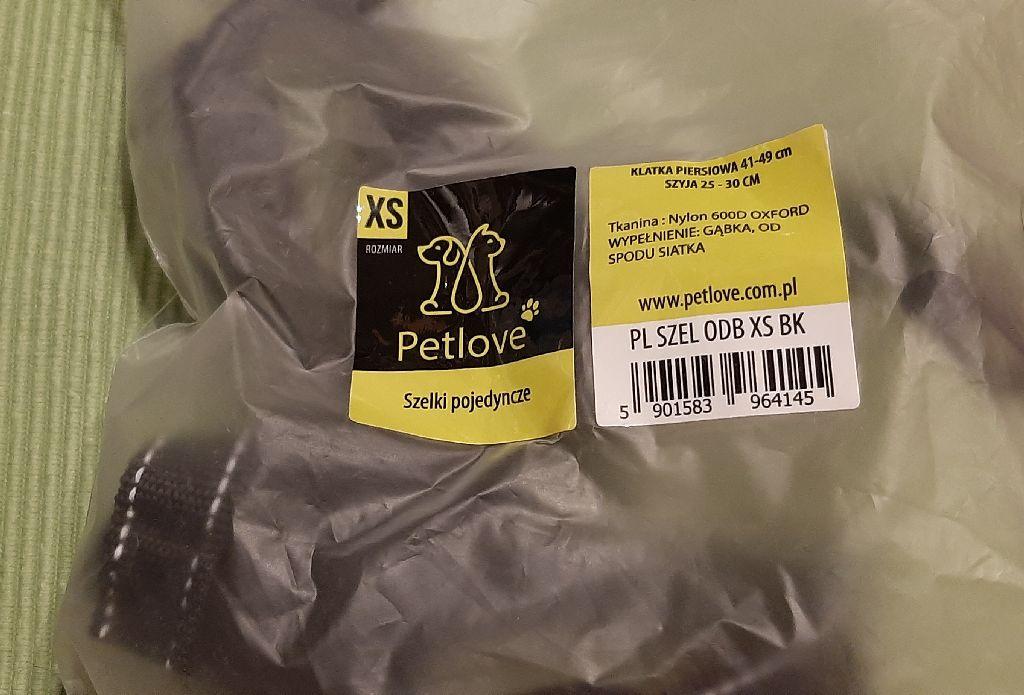 XS
ROZMIAR
Petlove
Szelki pojedyncze
KLATKA PIERSIOWA 41-49 cm
SZYJA 25 - 30 CM
Tkanina : Nylon 600D OXFORD
WYPEŁNIENIE: GĄBKA, OD
SPODU SIATKA
www.petlove.com.pl
PL SZEL ODB XS BK
5 901583 964145